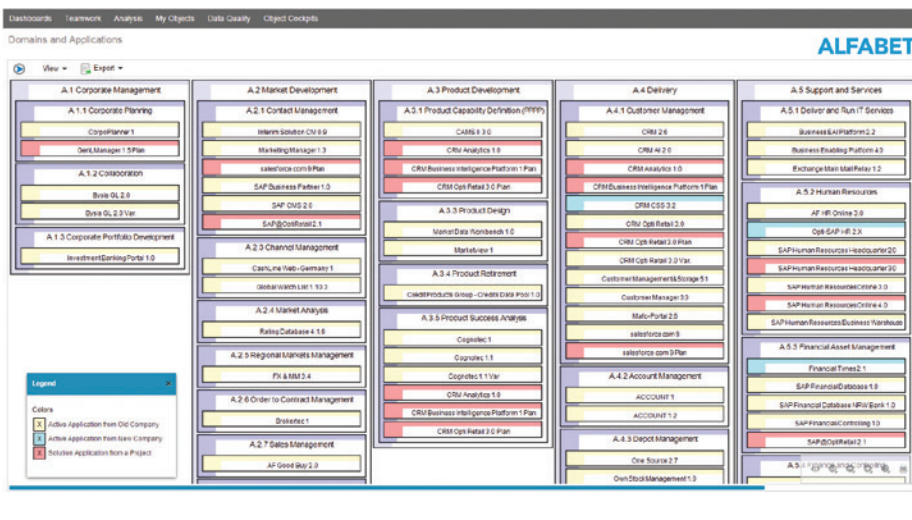 Dashboards Teamwork Analysis My Objects Data Quality Object Cockpits
Domains and Applications
ALFABET
View Export
A.1 Corporate Management
A.1.1 Corporate Planning
CorpoPlanner 1
GenLManager 1.5 Plan
A.1.2 Collaboration
Bysis GL 2.0
Bysis GL 2.0 Var.
A.1.3 Corporate Portfolio Development
InvestmentBankingPortal 1.0
A.2 Market Development
A.2.1 Contact Management
Interim Solution CM 0.9
Marketing Manager 1.3
salesforce com 9 Plan
SAP Business Partner 1.0
SAP CMS 2.0
SAP@OptiRetail 2.1
A.2.3 Channel Management
CashLine Web - Germany 1
Global Watch List 1.10.3
A.2.4 Market Analysis
Rating Database 4.1.6
A.2.5 Regional Markets Management
FX & MM 3.4
A.2.6 Order to Contract Management
Brokertec 1
A.2.7 Sales Management
AF Good Buy 2.0
A.3 Product Development
A.3.1 Product Capability Definition (PPPP)
CAMS II 3.0
CRM Analytics 1.0
CRM Business Intelligence Platform 1 Plan
CRM Opti Retail 3.0 Plan
A.3.3 Product Design
Market Data Workbench 1.0
Marketview 1
A.3.4 Product Retirement
Credit Products Group - Credits Data Pool 1.0
A.3.5 Product Success Analysis
Cognotec 1
Cognotec 1.1
Cognotec 1.1 Var
CRM Analytics 1.0
CRM Business Intelligence Platform 1 Plan
CRM Opti Retail 3.0 Plan
A.4 Delivery
A.4.1 Customer Management
CRM 2.6
CRM AI 2.0
CRM Analytics 1.0
CRM Business Intelligence Platform 1 Plan
CRM CSS 3.2
CRM Opti Retail 3.0
CRM Opti Retail 3.0 Plan
CRM Opti Retail 3.0 Var.
Customer Management&Storage 5.1
Customer Manager 3.3
Mafo-Portal 2.0
salesforce com 9
salesforce com 9 Plan
A.4.2 Account Management
ACCOUNT 1
ACCOUNT 1.2
A.4.3 Depot Management
One Source 2.7
Own Stock Management 1.0
A.5 Support and Services
A.5.1 Deliver and Run IT Services
Business EAI Platform 2.2
Business Enabling Platform 4.0
Exchange Main Mail Relay 1.2
A.5.2 Human Resources
AF HR Online 3.0
Opti-SAP HR 2.X
SAP Human Resources Headquarter 2.0
SAP Human Resources Headquarter 3.0
SAP Human Resources Online 3.0
SAP Human Resources Online 4.0
SAP Human Resources Business Warehouse
A.5.3 Financial Asset Management
Financial Times 2.1
SAP Financial Database 1.0
SAP Financial Database NRW Bank 1.0
SAP Financial Controlling 1.0
SAP@OptiRetail 2.1
Legend ×
Colors
X Active Application from Old Company
X Active Application from New Company
X Solution Application from a Project